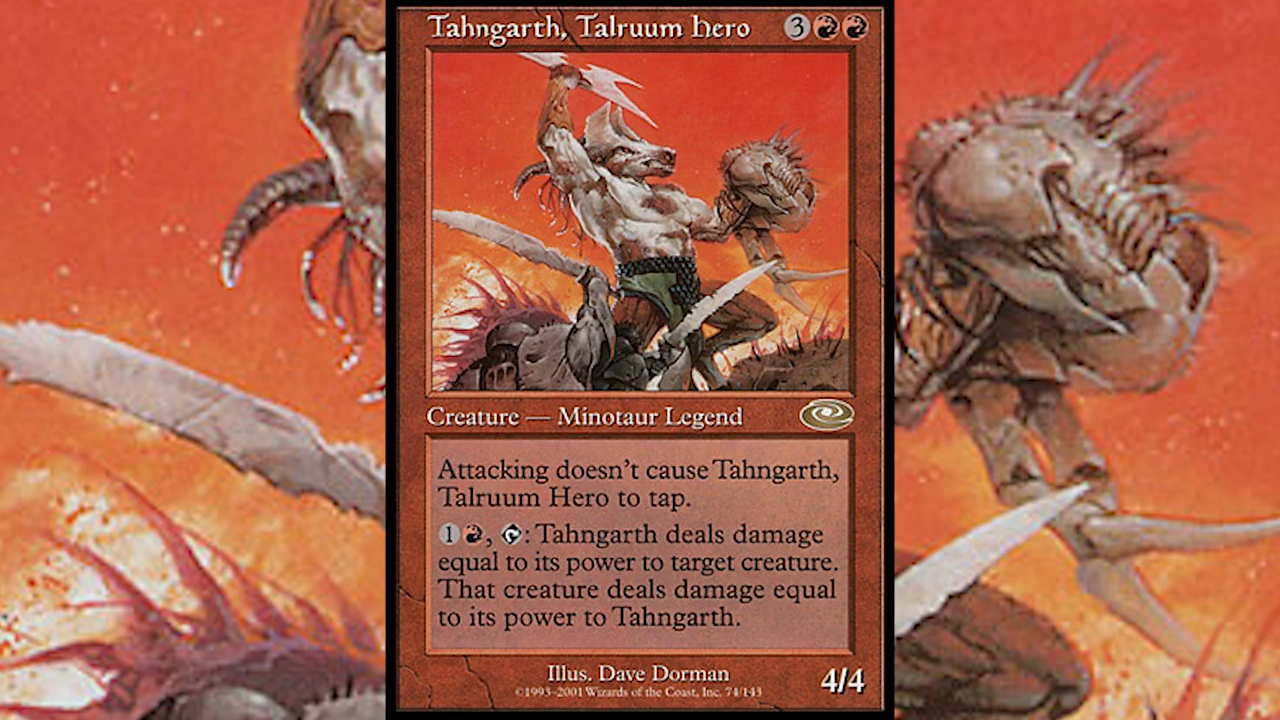 Tahngarth, Talruum Hero 3
Creature — Minotaur Legend
Attacking doesn't cause Tahngarth,
Talruum Hero to tap.
1 , : Tahngarth deals damage
equal to its power to target creature.
That creature deals damage equal
to its power to Tahngarth.
Illus. Dave Dorman
©1993–2001 Wizards of the Coast, Inc. 74/143
4/4